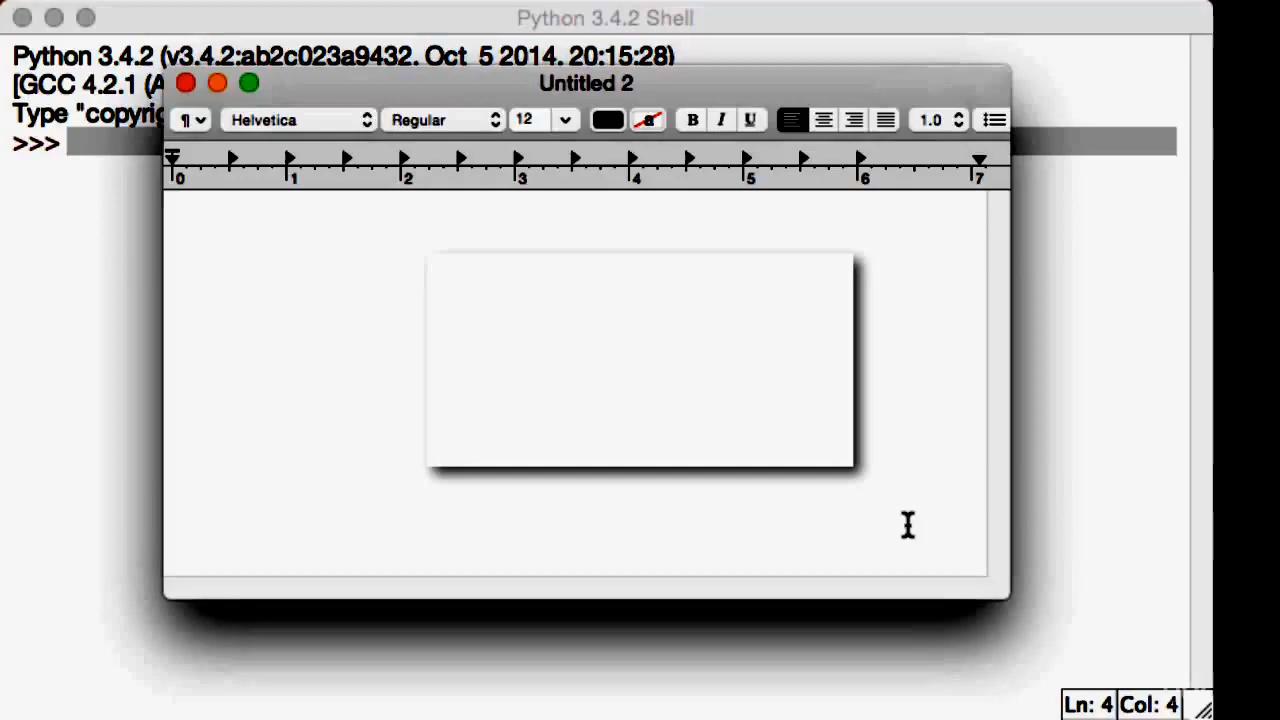 Python 3.4.2 Shell
Python 3.4.2 (v3.4.2:ab2c023a9432, Oct  5 2014, 20:15:28)
[GCC 4.2.1 (A
Type "copyrig
>>>
Untitled 2
¶ Helvetica Regular 12 a B I U 1.0
0 1 2 3 4 5 6 7
Ln: 4 Col: 4